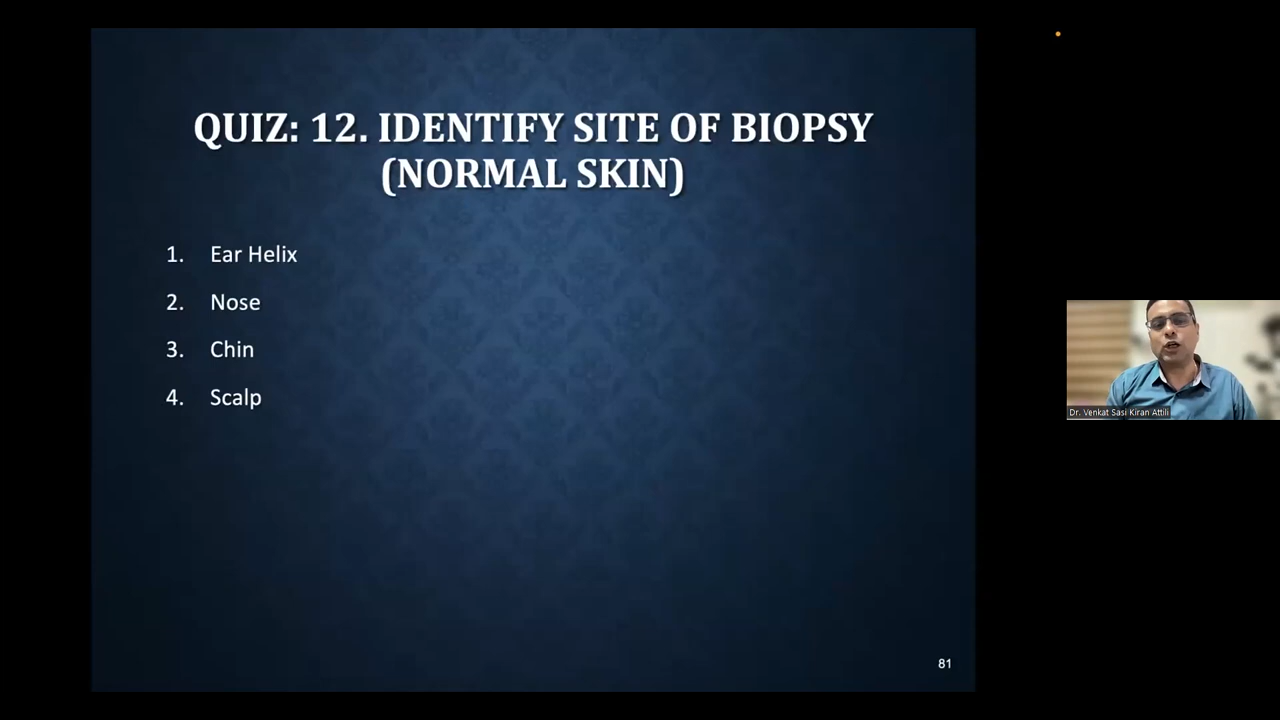 QUIZ: 12. IDENTIFY SITE OF BIOPSY
(NORMAL SKIN)
1. Ear Helix
2. Nose
3. Chin
4. Scalp
Dr. Venkat Sasi Kiran Attili
81